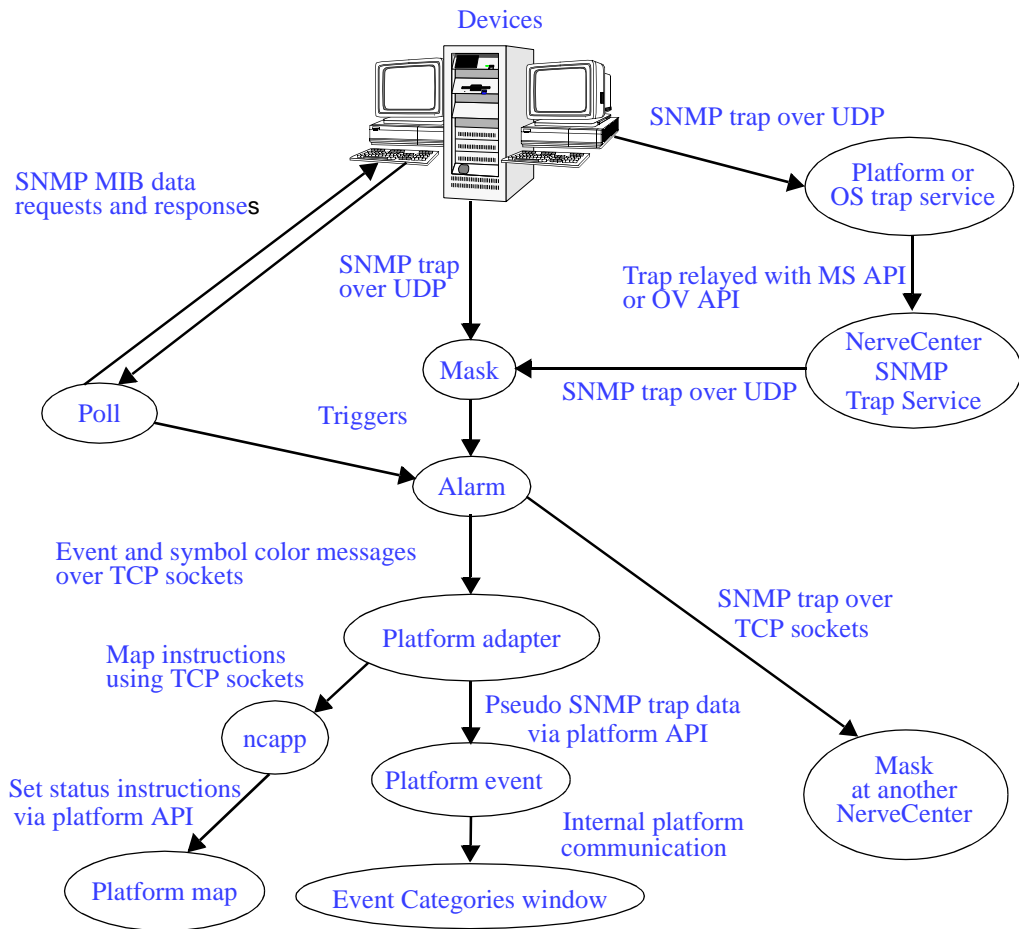 Devices
SNMP trap over UDP
SNMP MIB data
requests and responses
Platform or
OS trap service
SNMP trap
over UDP
Trap relayed with MS API
or OV API
NerveCenter
SNMP
Trap Service
Mask
SNMP trap over UDP
Poll
Triggers
Alarm
Event and symbol color messages
over TCP sockets
SNMP trap over
TCP sockets
Platform adapter
Map instructions
using TCP sockets
Pseudo SNMP trap data
via platform API
ncapp
Platform event
Mask
at another
NerveCenter
Set status instructions
via platform API
Internal platform
communication
Platform map
Event Categories window